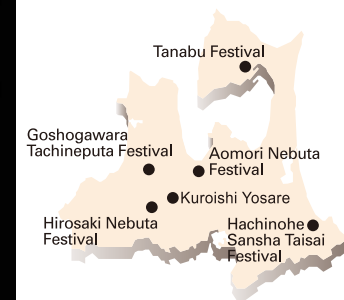 Tanabu Festival
Goshogawara
Tachineputa Festival
Aomori Nebuta
Festival
Kuroishi Yosare
Hirosaki Nebuta
Festival
Hachinohe
Sansha Taisai
Festival